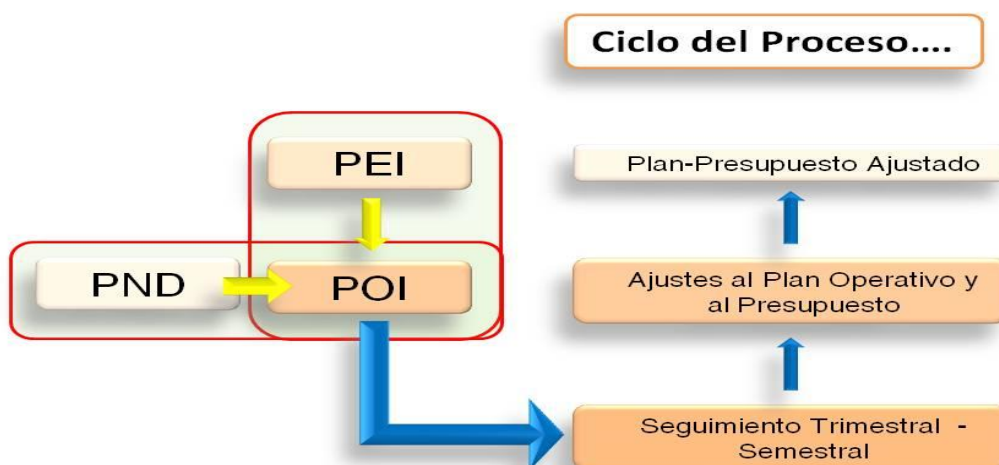 Ciclo del Proceso....
PEI
PND
POI
Plan-Presupuesto Ajustado
Ajustes al Plan Operativo y
al Presupuesto
Seguimiento Trimestral -
Semestral